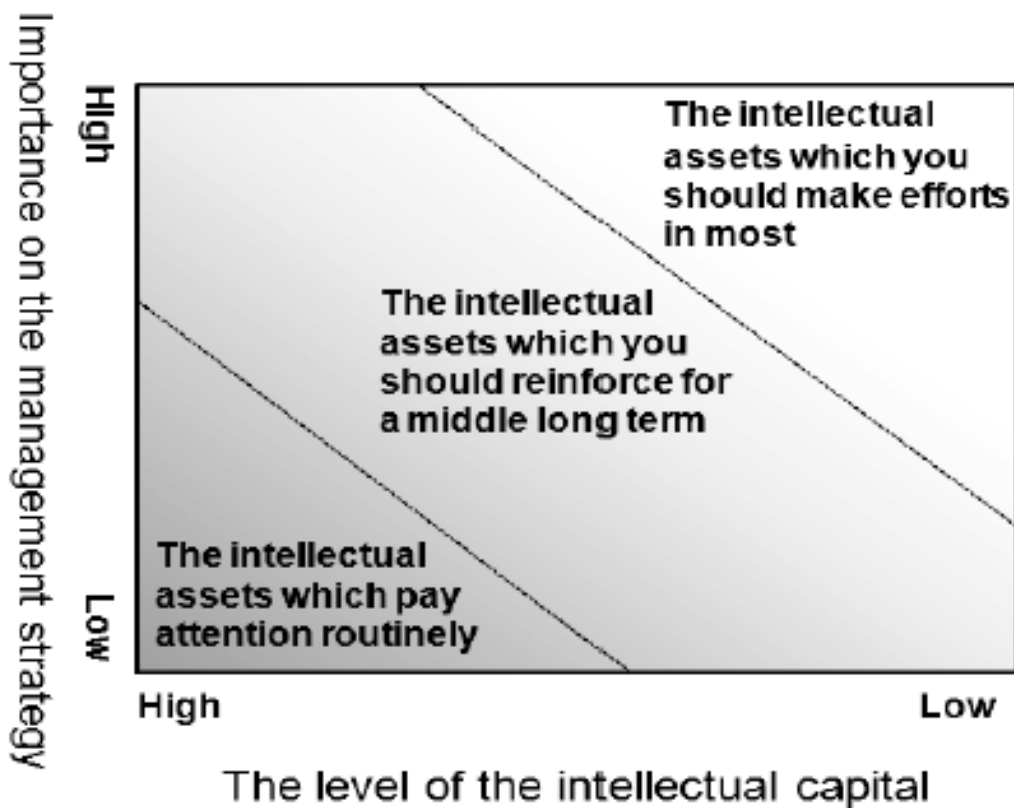 Importance on the management strategy
High
Low
The intellectual
assets which you
should make efforts
in most
The intellectual
assets which you
should reinforce for
a middle long term
The intellectual
assets which pay
attention routinely
High
Low
The level of the intellectual capital